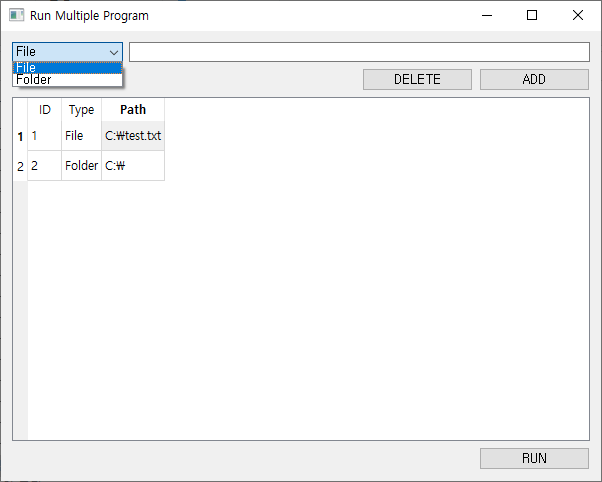 Run Multiple Program
File
File
Folder
DELETE ADD
ID Type Path
1 1 File C:₩test.txt
2 2 Folder C:₩
RUN